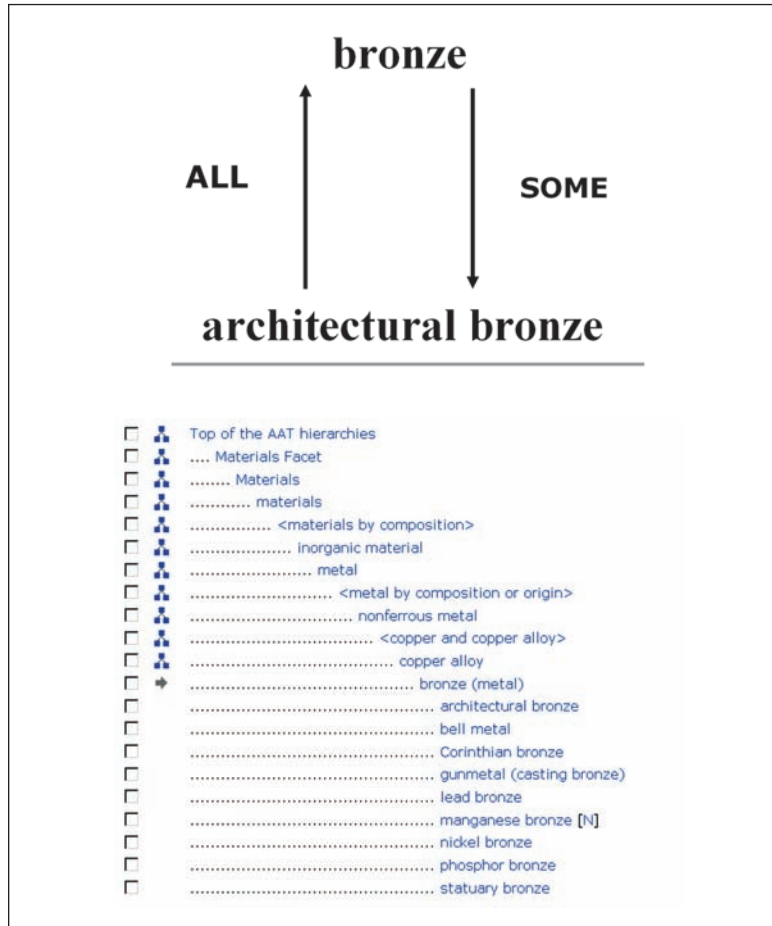 bronze
ALL
SOME
architectural bronze
Top of the AAT hierarchies
.... Materials Facet
........ Materials
............ materials
................ <materials by composition>
.................... inorganic material
........................ metal
............................ <metal by composition or origin>
................................ nonferrous metal
.................................... <copper and copper alloy>
........................................ copper alloy
............................................ bronze (metal)
................................................ architectural bronze
................................................ bell metal
................................................ Corinthian bronze
................................................ gunmetal (casting bronze)
................................................ lead bronze
................................................ manganese bronze [N]
................................................ nickel bronze
................................................ phosphor bronze
................................................ statuary bronze